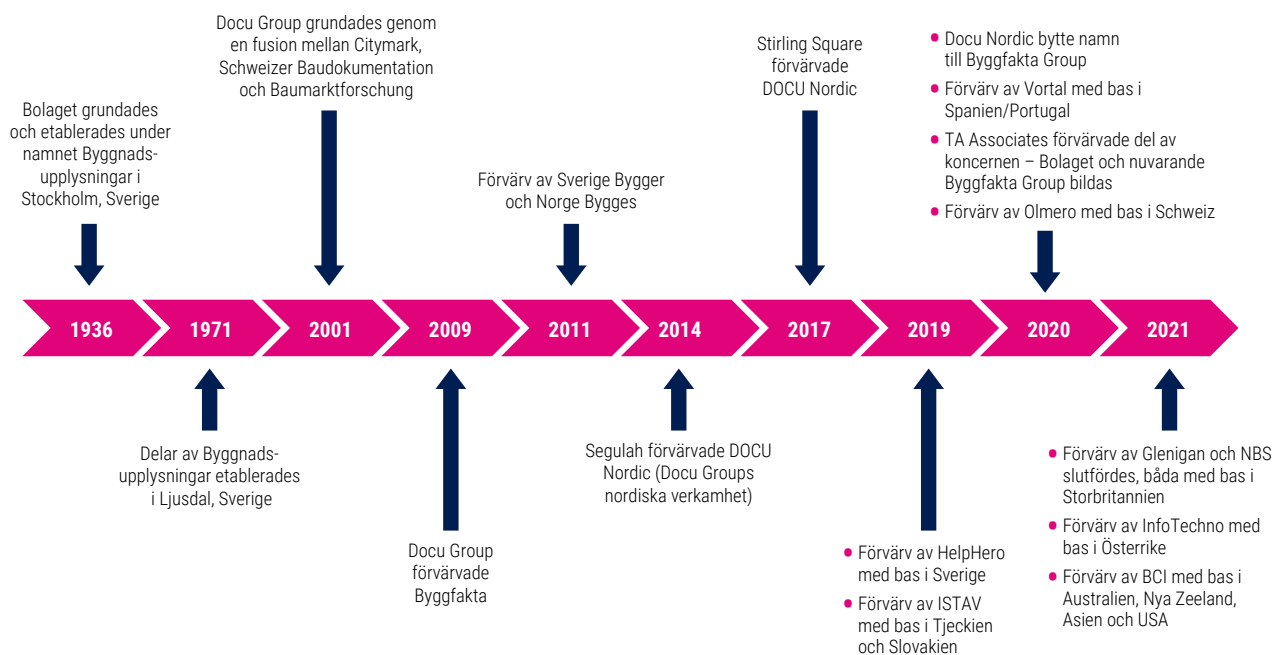 Bolaget grundades
och etablerades under
namnet Byggnads-
upplysningar i
Stockholm, Sverige
Docu Group grundades genom
en fusion mellan Citymark,
Schweizer Baudokumentation
och Baumarktforschung
Förvärv av Sverige Bygger
och Norge Bygges
Stirling Square
förvärvade
DOCU Nordic
• Docu Nordic bytte namn
till Byggfakta Group
• Förvärv av Vortal med bas i
Spanien/Portugal
• TA Associates förvärvade del av
koncernen – Bolaget och nuvarande
Byggfakta Group bildas
• Förvärv av Olmero med bas i Schweiz
1936 1971 2001 2009 2011 2014 2017 2019 2020 2021
Delar av Byggnads-
upplysningar etablerades
i Ljusdal, Sverige
Docu Group
förvärvade
Byggfakta
Segulah förvärvade DOCU
Nordic (Docu Groups
nordiska verkamhet)
• Förvärv av HelpHero
med bas i Sverige
• Förvärv av ISTAV
med bas i Tjeckien
och Slovakien
• Förvärv av Glenigan och NBS
slutfördes, båda med bas i
Storbritannien
• Förvärv av InfoTechno med
bas i Österrike
• Förvärv av BCI med bas i
Australien, Nya Zeeland,
Asien och USA